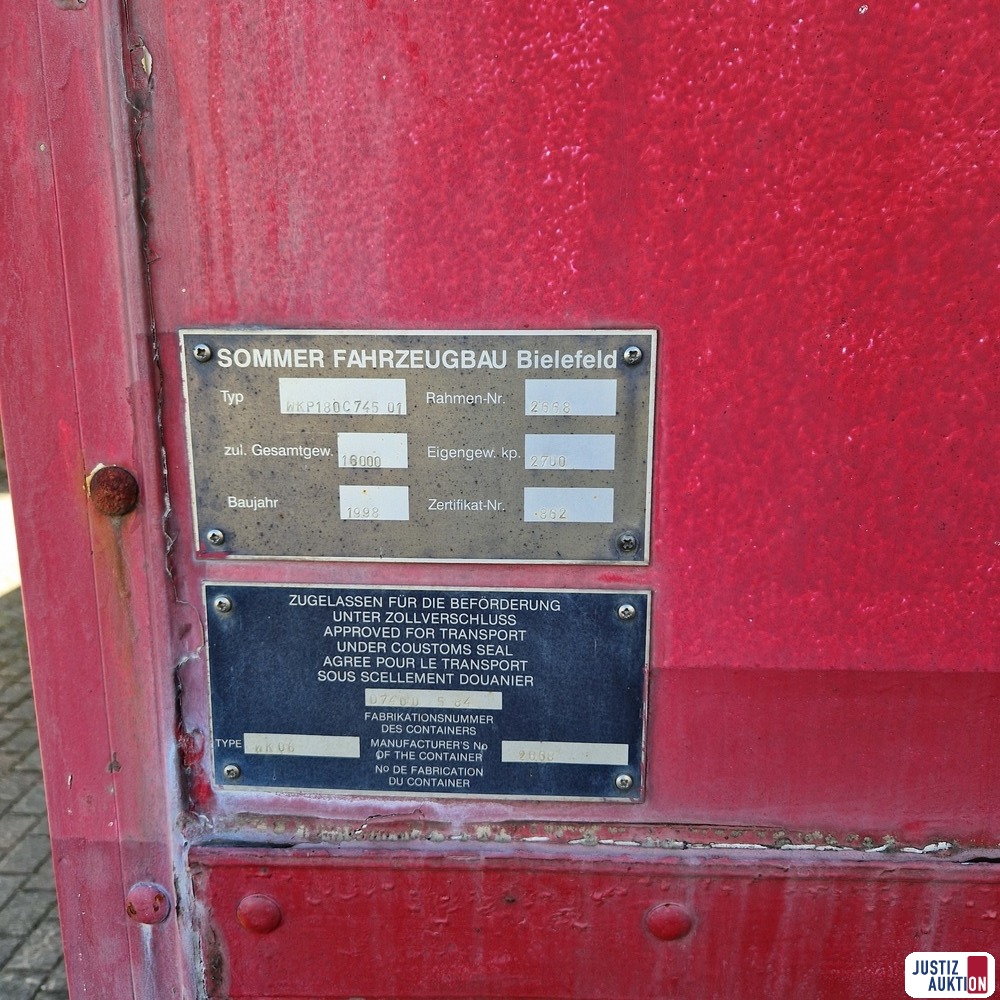 SOMMER FAHRZEUGBAU Bielefeld
Typ WKP180C745 01 Rahmen-Nr.
zul. Gesamtgew. 16000 Eigengew. kp. 2700
Baujahr 1998 Zertifikat-Nr.
ZUGELASSEN FÜR DIE BEFÖRDERUNG
UNTER ZOLLVERSCHLUSS
APPROVED FOR TRANSPORT
UNDER COUSTOMS SEAL
AGREE POUR LE TRANSPORT
SOUS SCELLEMENT DOUANIER
FABRIKATIONSNUMMER
DES CONTAINERS
TYPE MANUFACTURER'S No
OF THE CONTAINER
No DE FABRICATION
DU CONTAINER
JUSTIZ
AUKTION